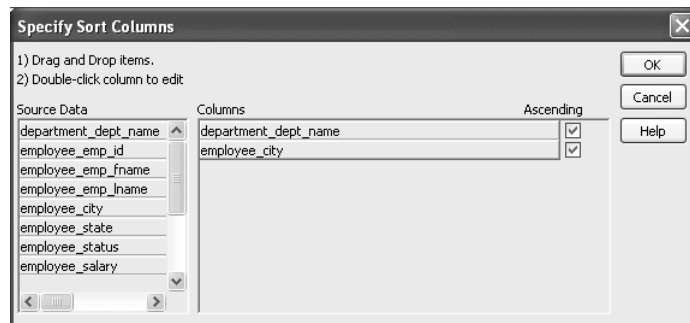 Specify Sort Columns
1) Drag and Drop items.
2) Double-click column to edit
OK
Cancel
Help
Source Data
department_dept_name
employee_emp_id
employee_emp_fname
employee_emp_lname
employee_city
employee_state
employee_status
employee_salary
Columns Ascending
department_dept_name
employee_city